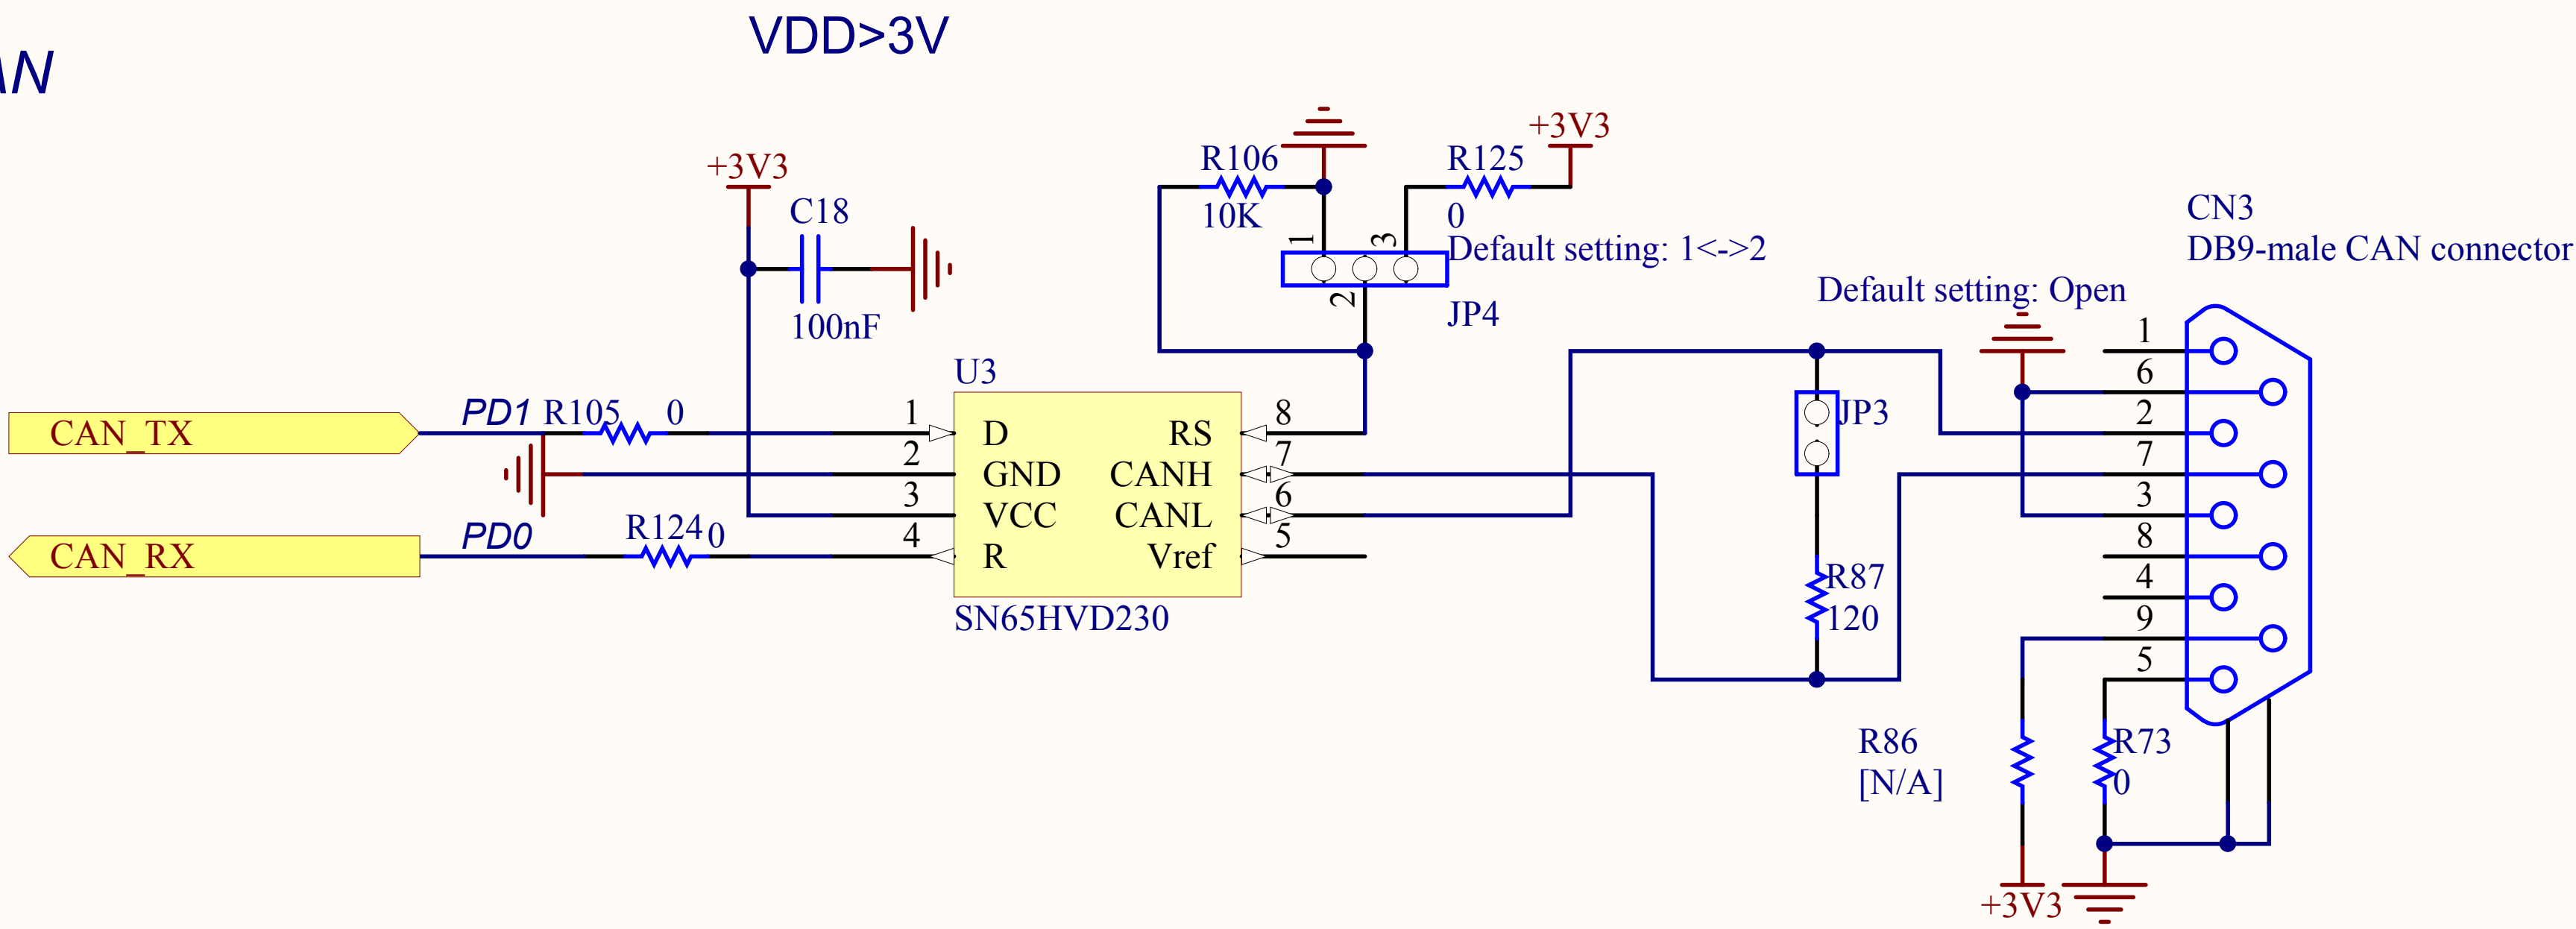 VDD>3V
AN
+3V3
C18
100nF
R106
10K
+3V3
R125
0
1
3
2
Default setting: 1<->2
JP4
CN3
DB9-male CAN connector
Default setting: Open
CAN_TX
PD1
R105
0
CAN_RX
PD0
R124
0
U3
1
2
3
4
D
GND
VCC
R
RS
CANH
CANL
Vref
8
7
6
5
SN65HVD230
JP3
R87
120
1
6
2
7
3
8
4
9
5
R86
[N/A]
R73
0
+3V3